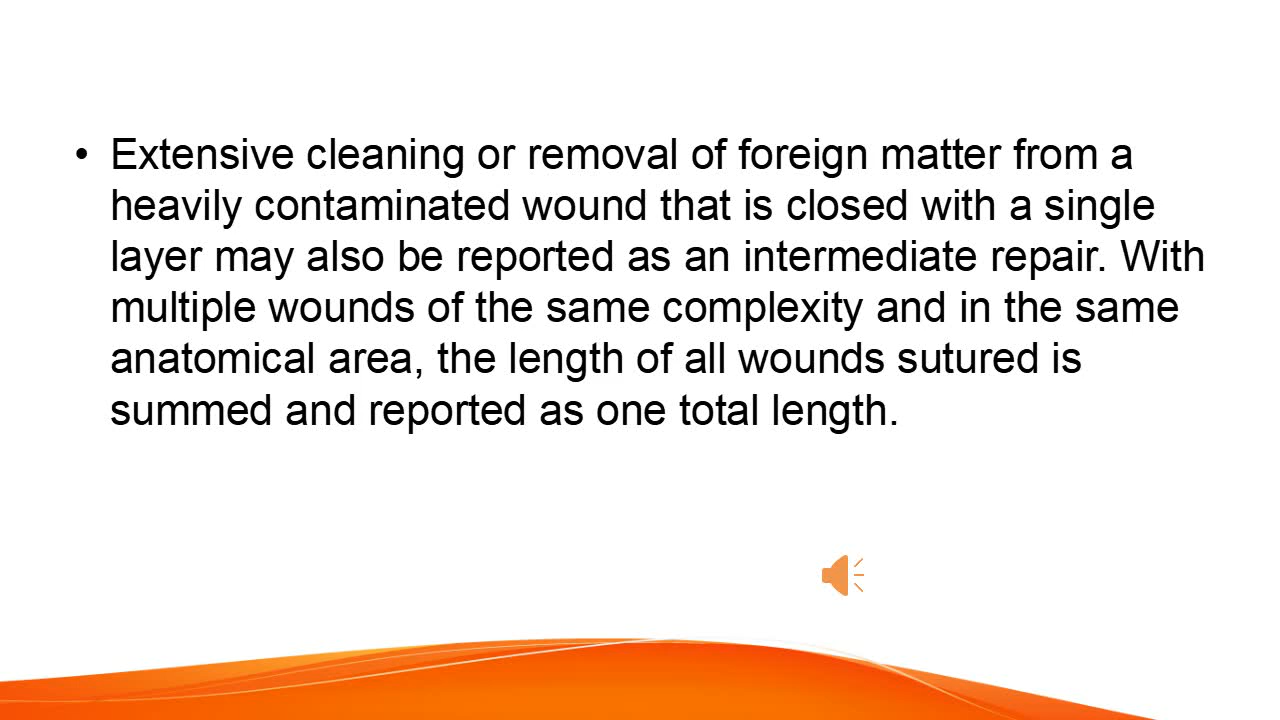 • Extensive cleaning or removal of foreign matter from a
heavily contaminated wound that is closed with a single
layer may also be reported as an intermediate repair. With
multiple wounds of the same complexity and in the same
anatomical area, the length of all wounds sutured is
summed and reported as one total length.